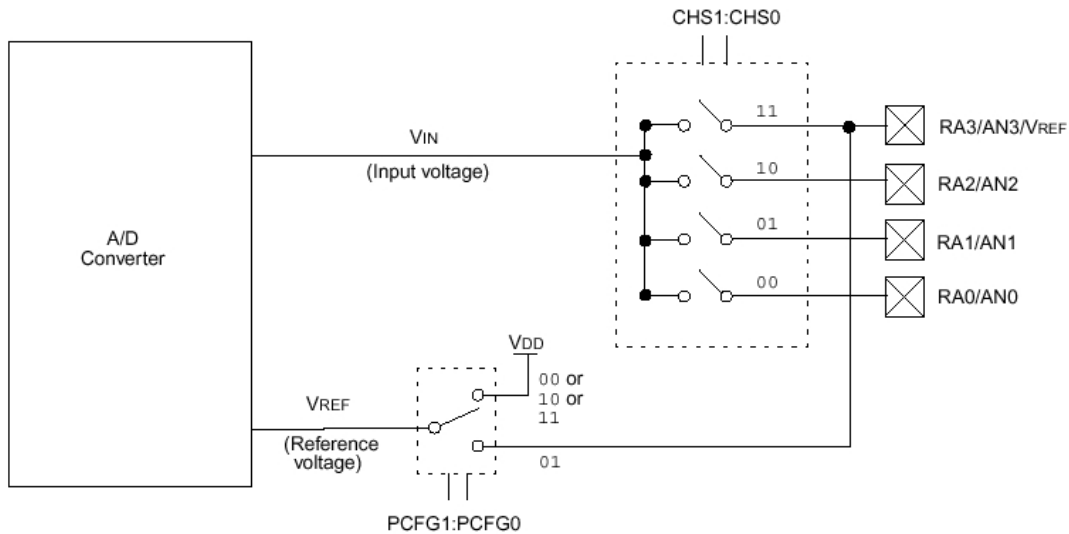 CHS1:CHS0
A/D
Converter
VIN
(Input voltage)
11
10
01
00
RA3/AN3/VREF
RA2/AN2
RA1/AN1
RA0/AN0
VDD
00 or
10 or
11
VREF
(Reference
voltage)
01
PCFG1:PCFG0